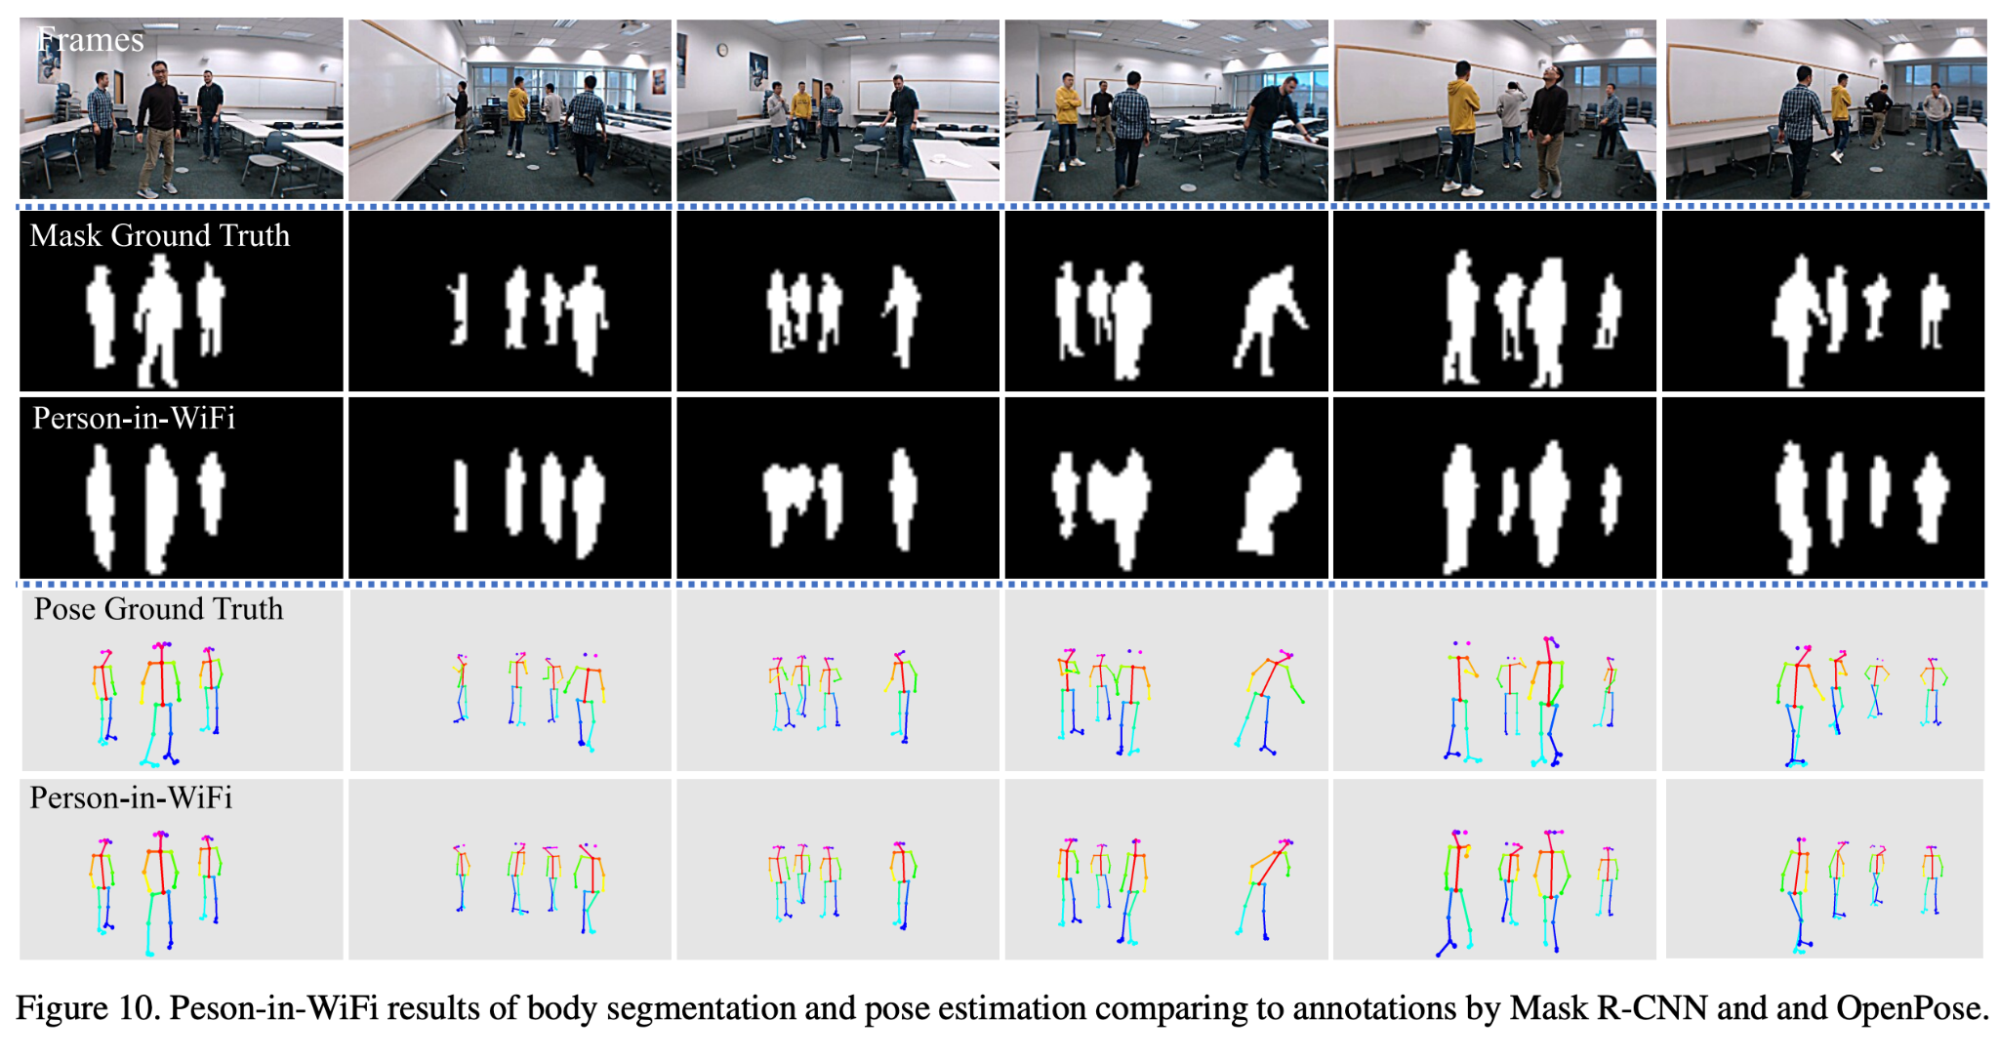 Frames
Mask Ground Truth
Person-in-WiFi
Pose Ground Truth
Person-in-WiFi
Figure 10. Peson-in-WiFi results of body segmentation and pose estimation comparing to annotations by Mask R-CNN and and OpenPose.